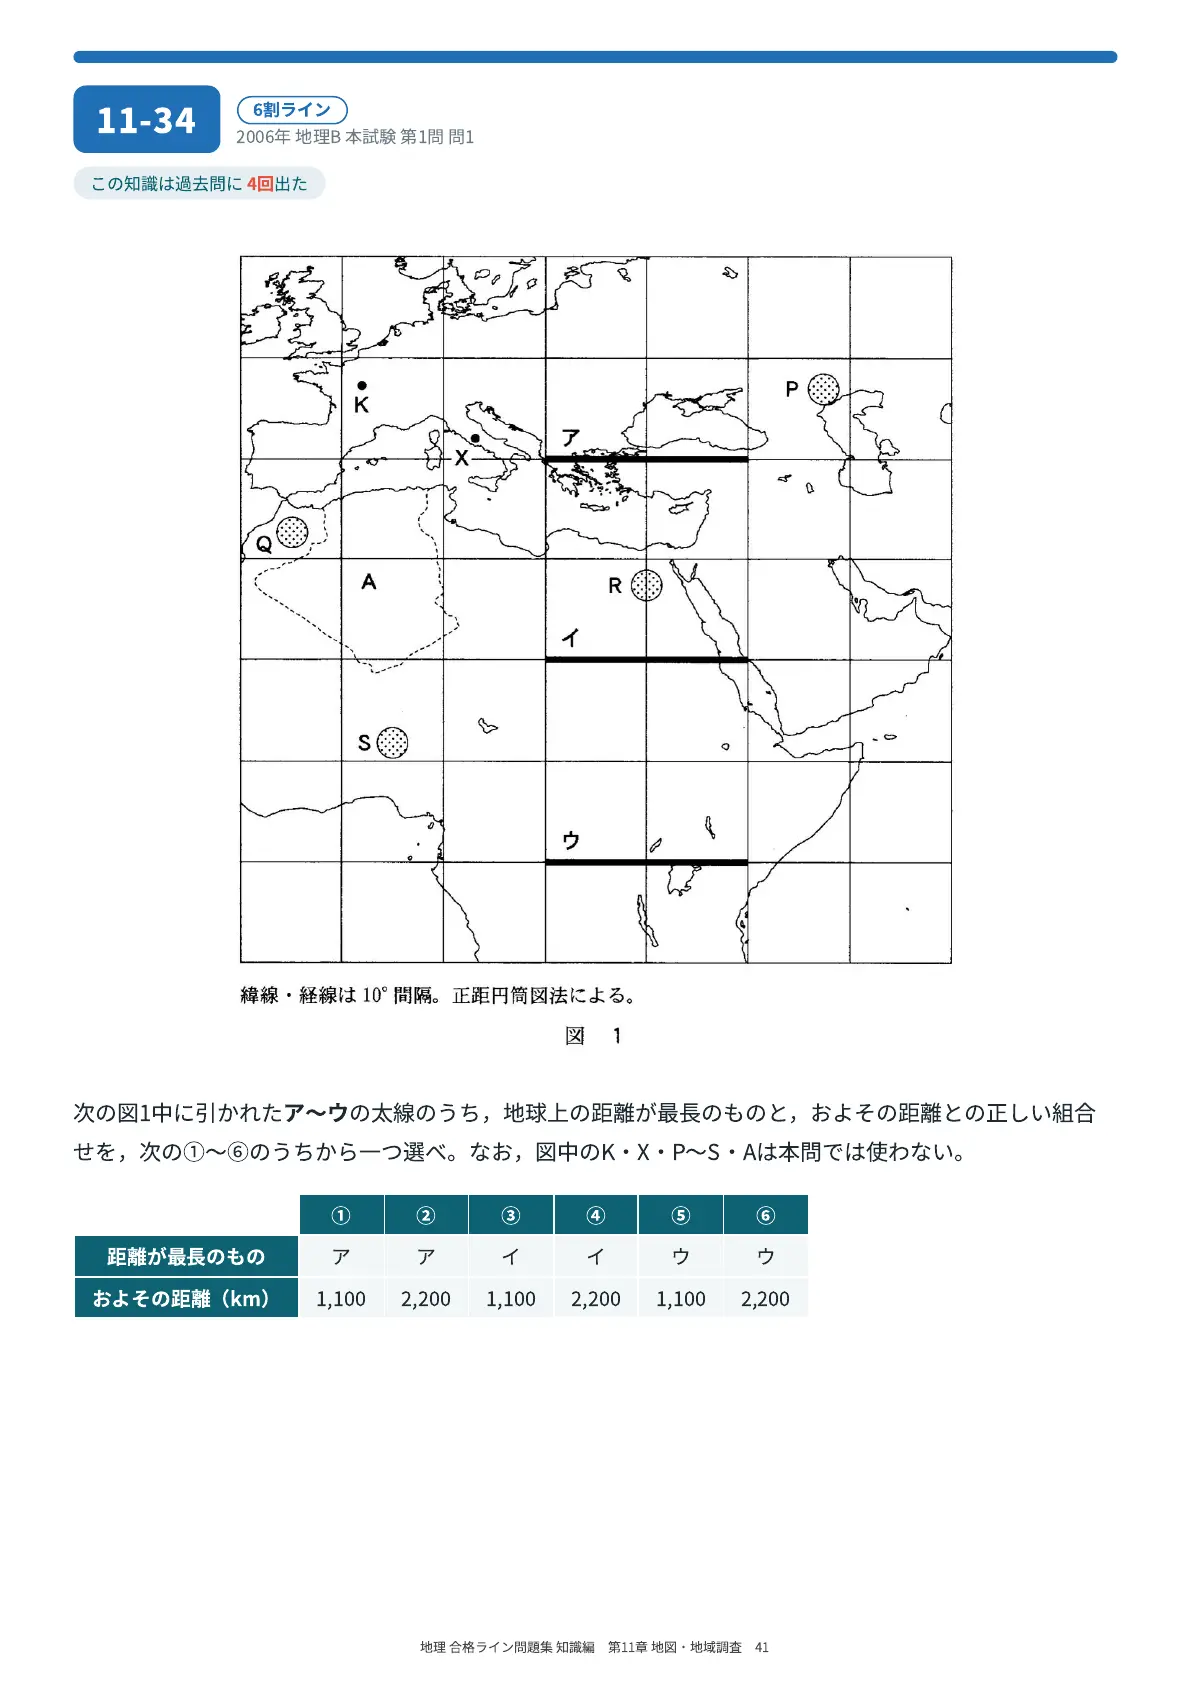 11-34
6割ライン
2006年 地理B 本試験 第1問 問1
この知識は過去問に 4回出た
P
K
ア
X
Q
A
R
イ
S
ウ
緯線・経線は 10° 間隔。正距円筒図法による。
図 1
次の図1中に引かれたア〜ウの太線のうち，地球上の距離が最長のものと，およその距離との正しい組合
せを，次の①〜⑥のうちから一つ選べ。なお，図中のK・X・P〜S・Aは本問では使わない。
① ② ③ ④ ⑤ ⑥
距離が最長のもの ア ア イ イ ウ ウ
およその距離（km） 1,100 2,200 1,100 2,200 1,100 2,200
地理 合格ライン問題集 知識編 第11章 地図・地域調査 41